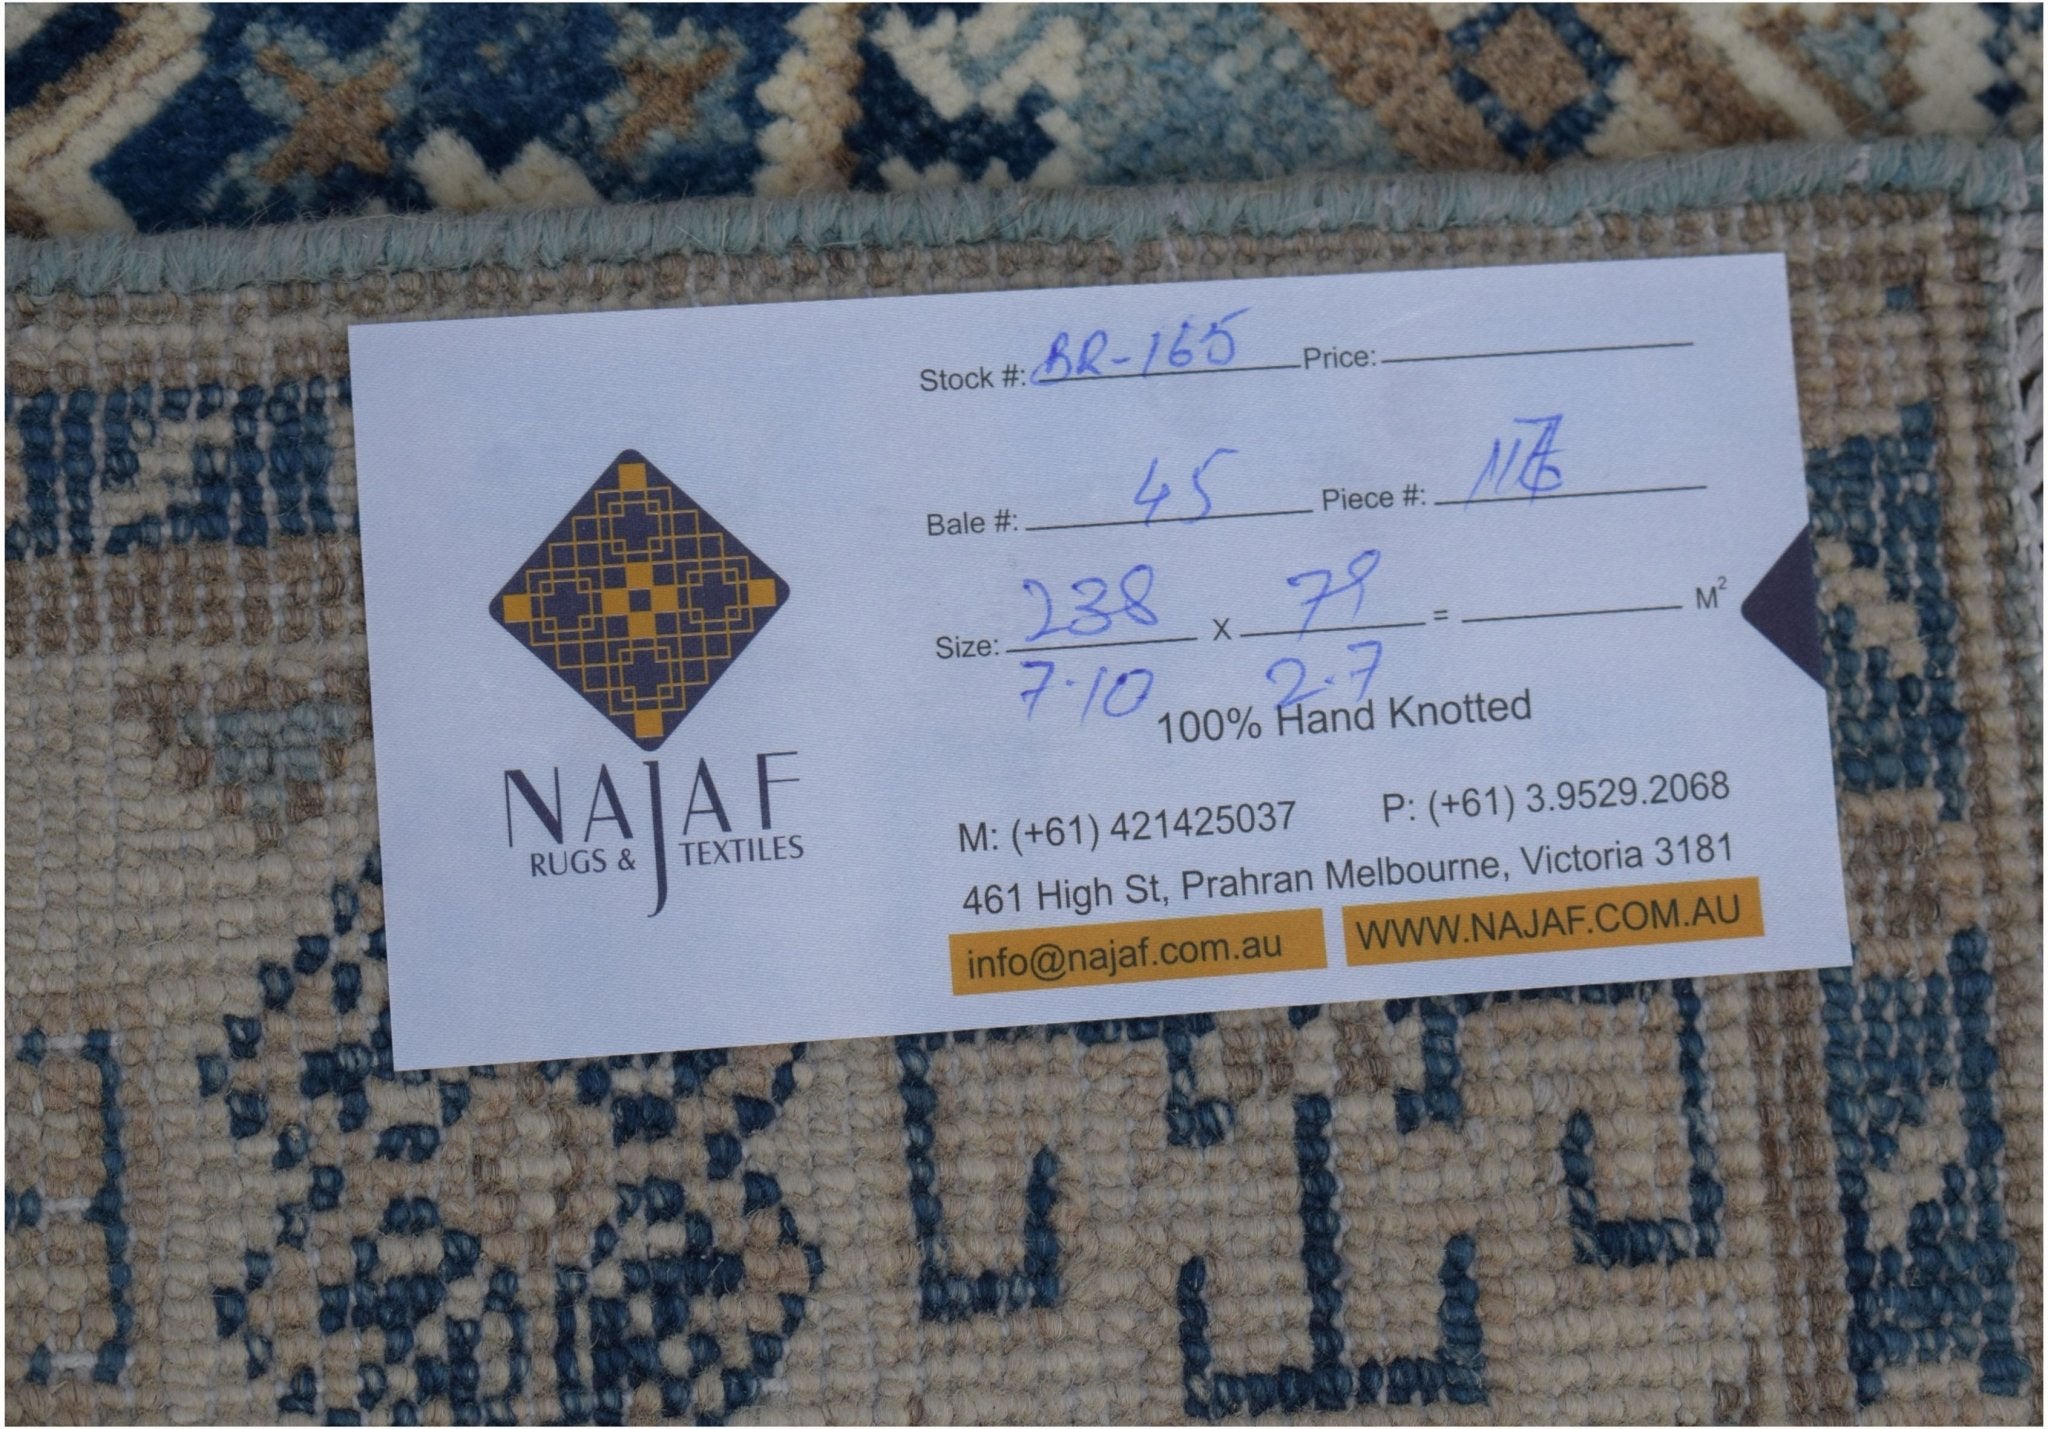 Stock #: BR-165 Price:
Bale #: 45 Piece #:
Size: 238 X 79 = M²
7.10 2.7
100% Hand Knotted
NAJAF
RUGS & TEXTILES
M: (+61) 421425037 P: (+61) 3.9529.2068
461 High St, Prahran Melbourne, Victoria 3181
info@najaf.com.au WWW.NAJAF.COM.AU